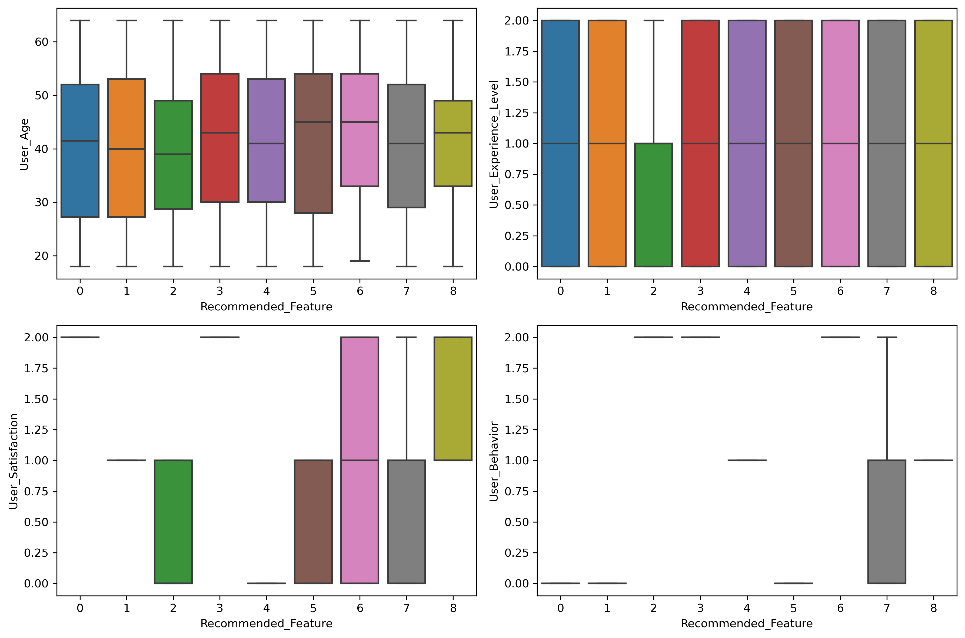 60
50
40
30
20
User_Age
0 1 2 3 4 5 6 7 8
Recommended_Feature
2.00
1.75
1.50
1.25
1.00
0.75
0.50
0.25
0.00
User_Experience_Level
0 1 2 3 4 5 6 7 8
Recommended_Feature
2.00
1.75
1.50
1.25
1.00
0.75
0.50
0.25
0.00
User_Satisfaction
0 1 2 3 4 5 6 7 8
Recommended_Feature
2.00
1.75
1.50
1.25
1.00
0.75
0.50
0.25
0.00
User_Behavior
0 1 2 3 4 5 6 7 8
Recommended_Feature